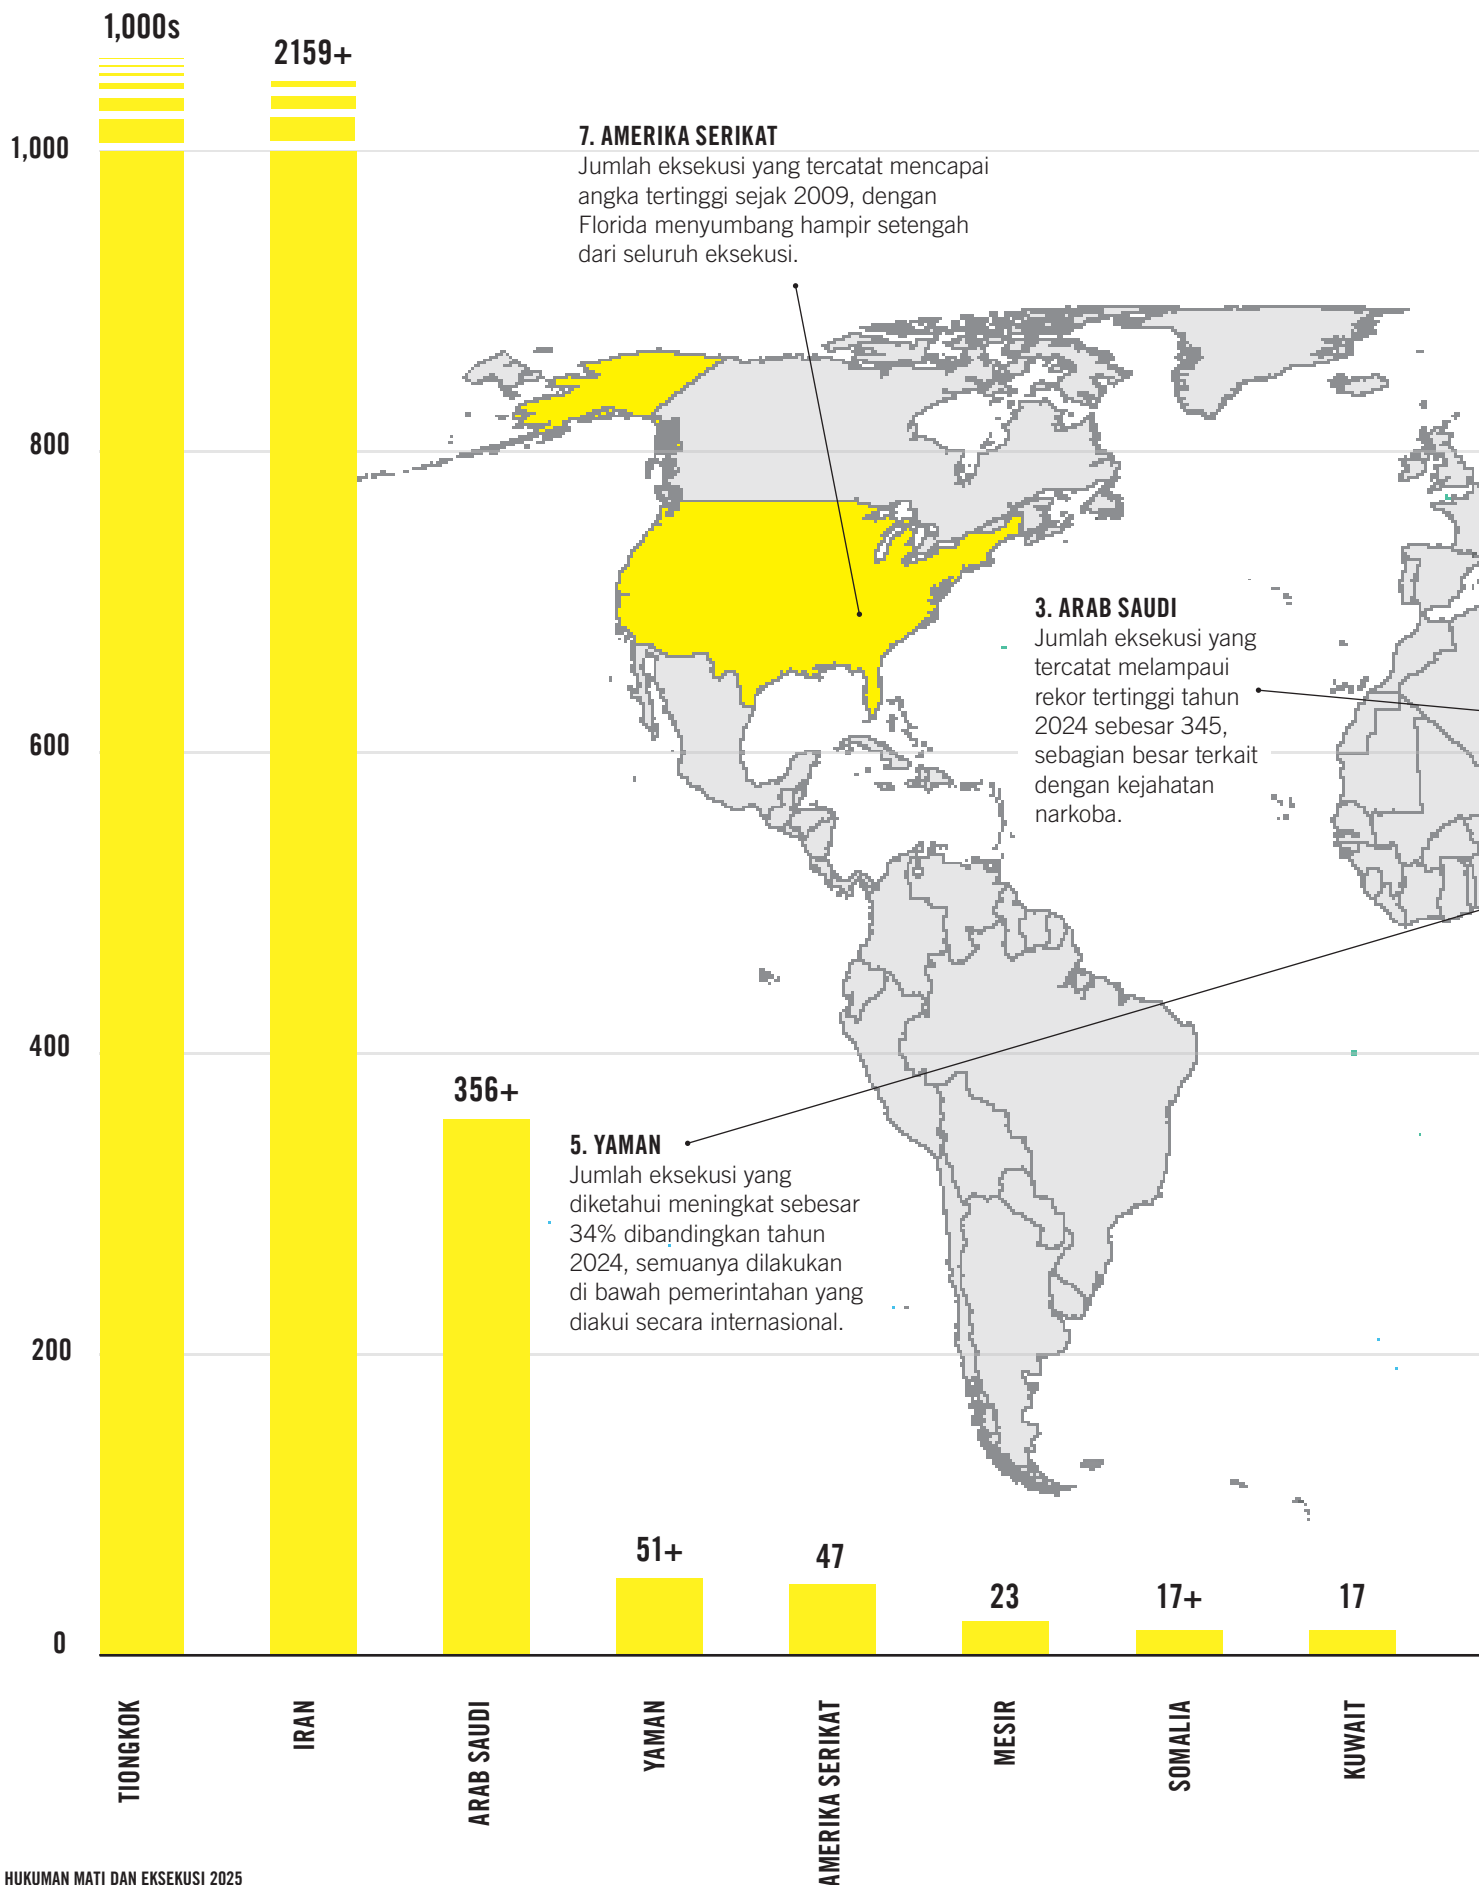 1,000s
2159+
1,000
800
600
400
200
0
7. AMERIKA SERIKAT
Jumlah eksekusi yang tercatat mencapai
angka tertinggi sejak 2009, dengan
Florida menyumbang hampir setengah
dari seluruh eksekusi.
3. ARAB SAUDI
Jumlah eksekusi yang
tercatat melampaui
rekor tertinggi tahun
2024 sebesar 345,
sebagian besar terkait
dengan kejahatan
narkoba.
356+
5. YAMAN
Jumlah eksekusi yang
diketahui meningkat sebesar
34% dibandingkan tahun
2024, semuanya dilakukan
di bawah pemerintahan yang
diakui secara internasional.
51+
47
23
17+
17
TIONGKOK
IRAN
ARAB SAUDI
YAMAN
AMERIKA SERIKAT
MESIR
SOMALIA
KUWAIT
HUKUMAN MATI DAN EKSEKUSI 2025